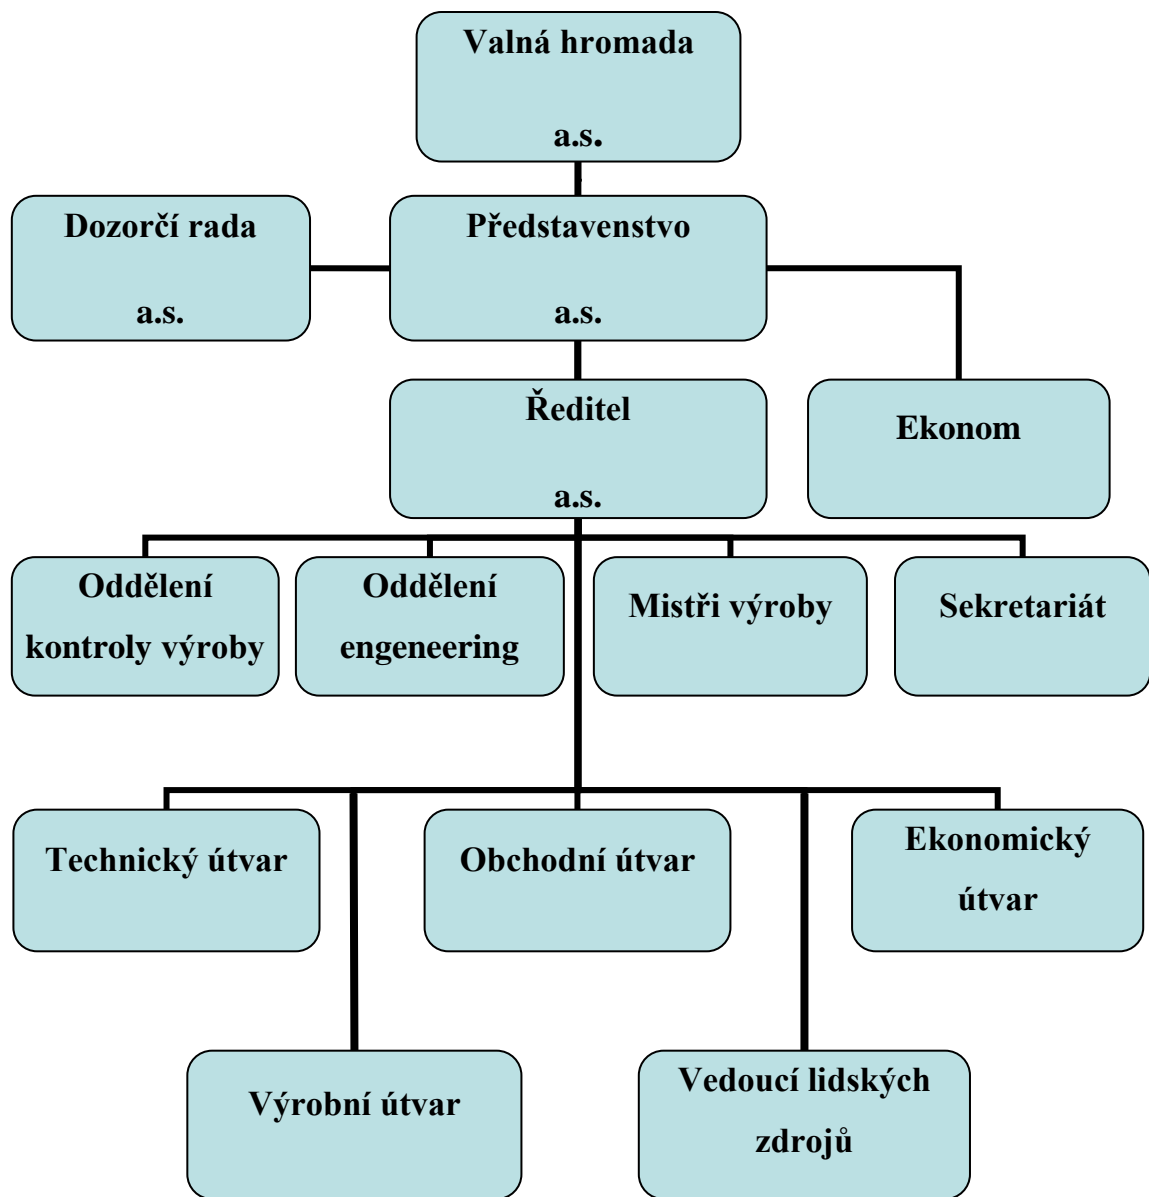 Valná hromada
a.s.
Dozorčí rada
a.s.
Představenstvo
a.s.
Ředitel
a.s.
Ekonom
Oddělení
kontroly výroby
Oddělení
engeneering
Mistři výroby
Sekretariát
Technický útvar
Obchodní útvar
Ekonomický
útvar
Výrobní útvar
Vedoucí lidských
zdrojů